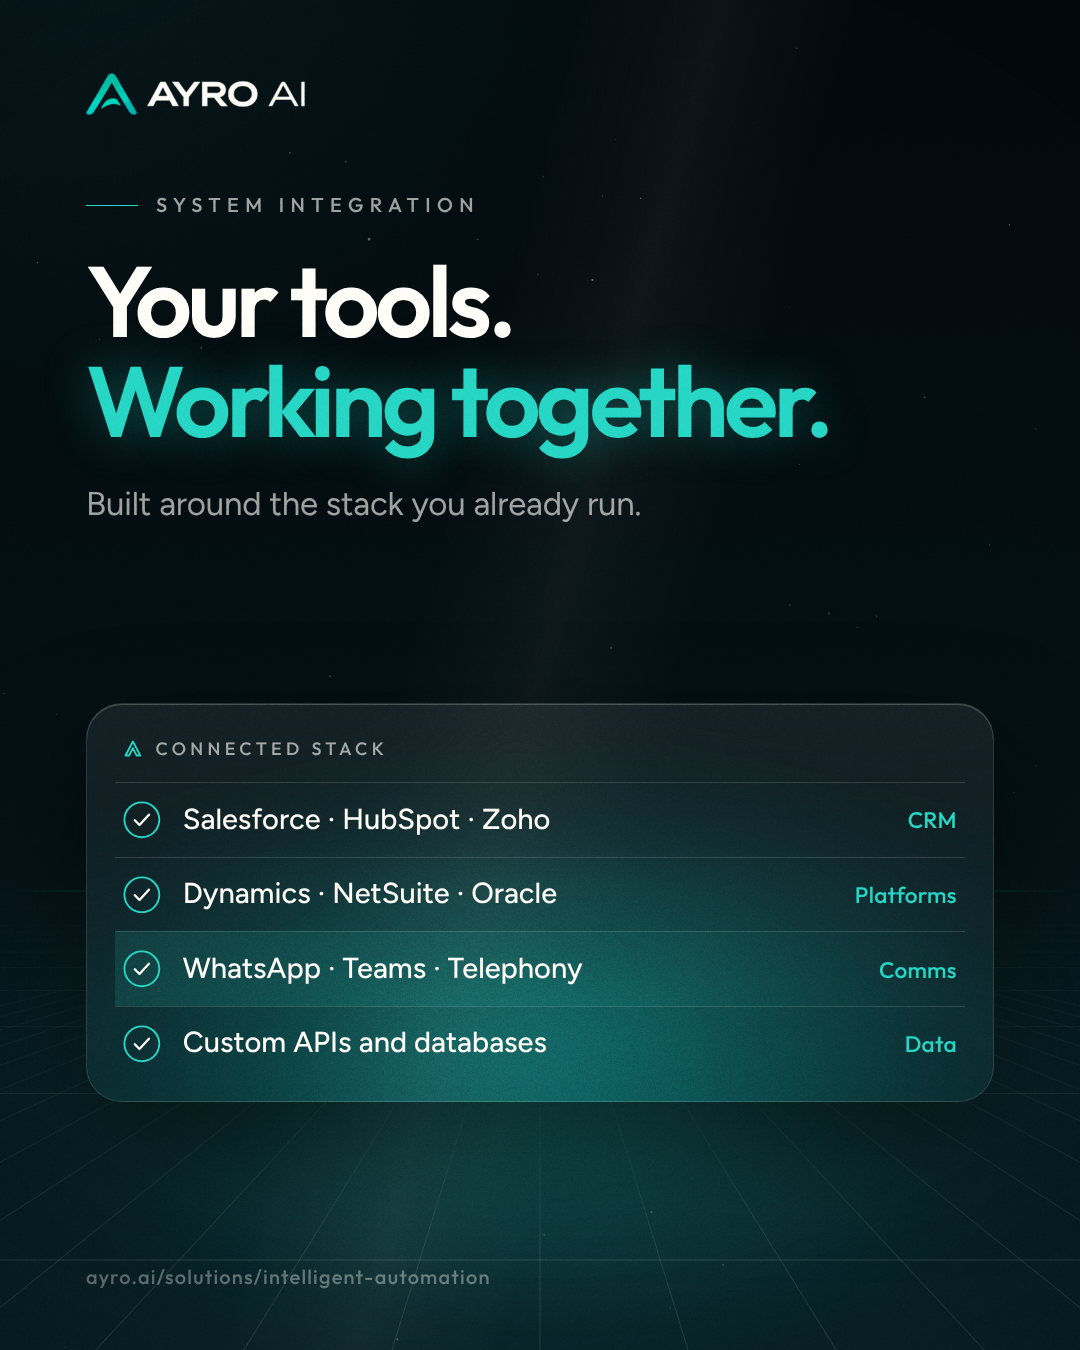 AYRO AI
SYSTEM INTEGRATION
Your tools.
Working together.
Built around the stack you already run.
CONNECTED STACK
Salesforce · HubSpot · Zoho CRM
Dynamics · NetSuite · Oracle Platforms
WhatsApp · Teams · Telephony Comms
Custom APIs and databases Data
ayro.ai/solutions/intelligent-automation